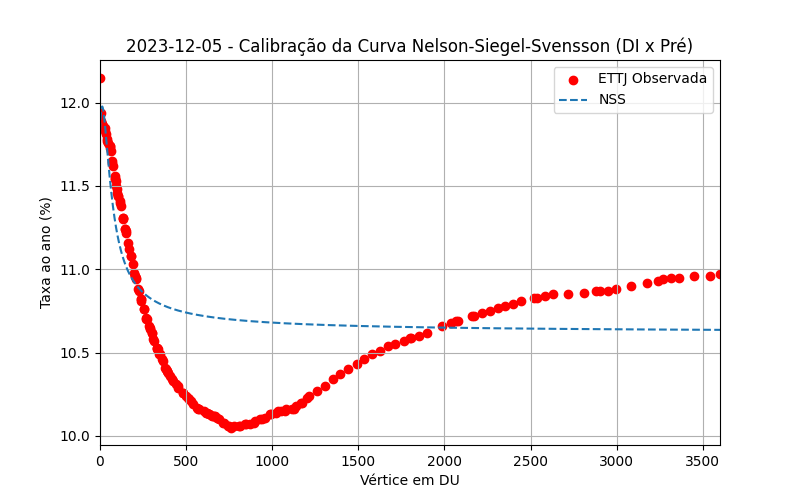 2023-12-05 - Calibração da Curva Nelson-Siegel-Svensson (DI x Pré)
ETTJ Observada
NSS
Taxa ao ano (%)
12.0
11.5
11.0
10.5
10.0
0 500 1000 1500 2000 2500 3000 3500
Vértice em DU